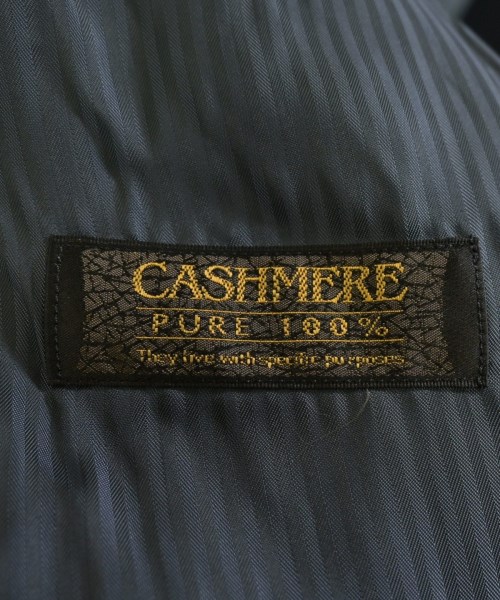 CASHMERE
PURE 100%
They live with specific purposes